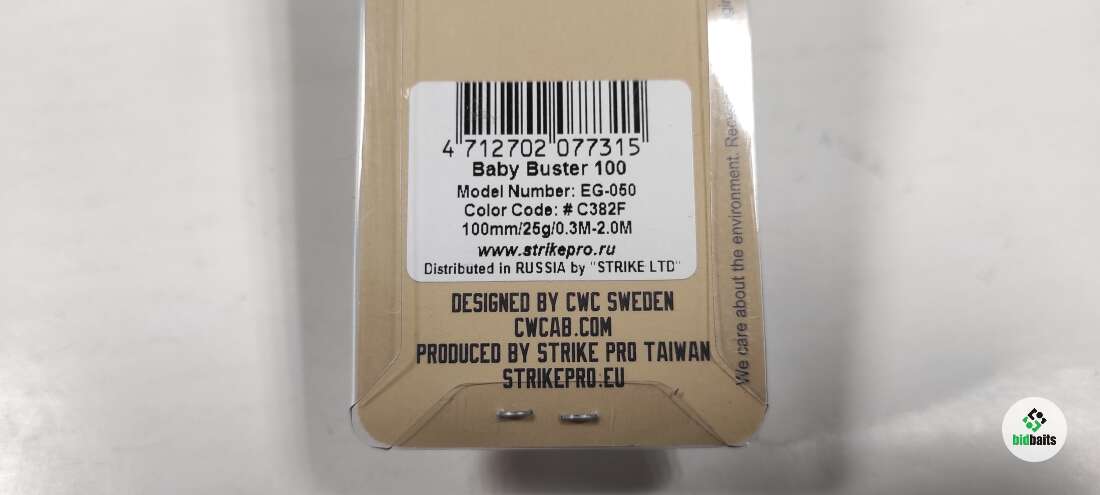 4 712702 077315
Baby Buster 100
Model Number: EG-050
Color Code: # C382F
100mm/25g/0.3M-2.0M
www.strikepro.ru
Distributed in RUSSIA by "STRIKE LTD"
DESIGNED BY CWC SWEDEN
CWCAB.COM
PRODUCED BY STRIKE PRO TAIWAN
STRIKEPRO.EU
We care about the environment.
bidbaits